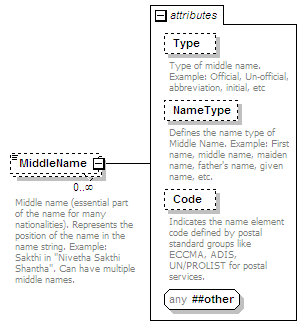 attributes
Type
Type of middle name.
Example: Official, Un-official,
abbreviation, initial, etc
NameType
Defines the name type of
Middle Name. Example: First
name, middle name, maiden
name, father's name, given
name, etc.
MiddleName
0..∞
Middle name (essential part
of the name for many
nationalities). Represents the
position of the name in the
name string. Example:
Sakthi in "Nivetha Sakthi
Shantha". Can have multiple
middle names.
Code
Indicates the name element
code defined by postal
standard groups like
ECCMA, ADIS,
UN/PROLIST for postal
services.
any ##other